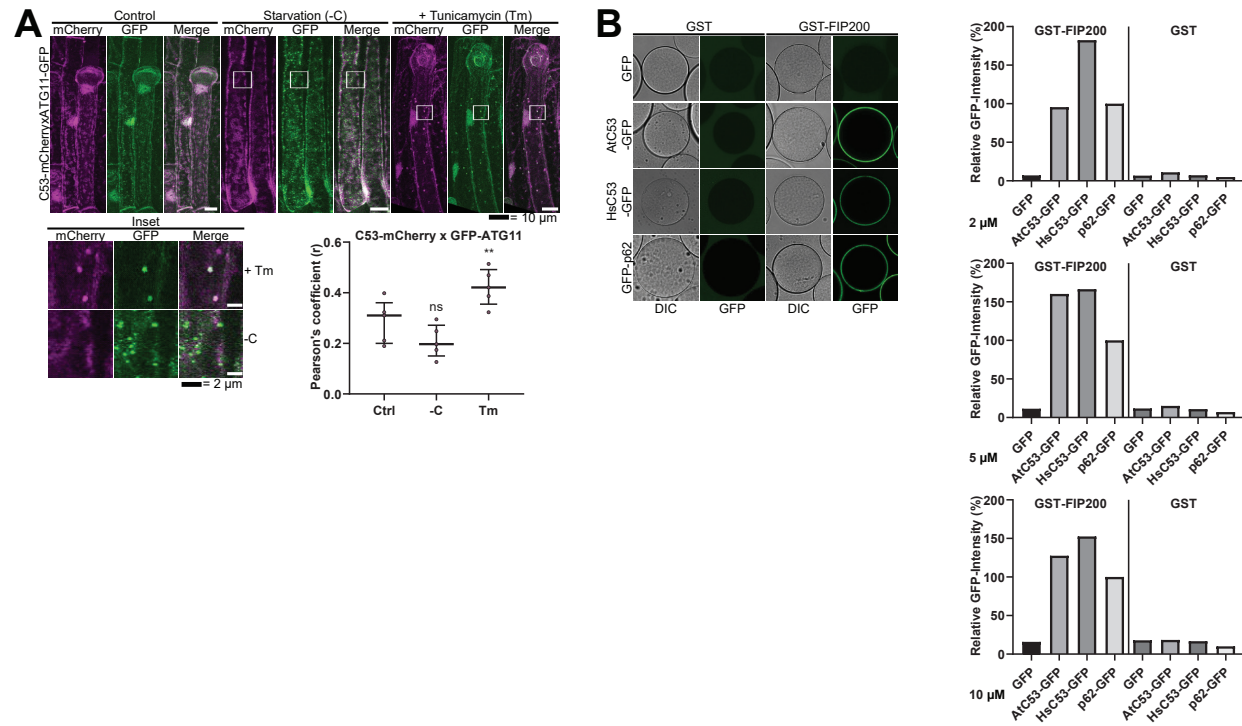 A
Control
Starvation (-C)
+ Tunicamycin (Tm)
mCherry GFP Merge mCherry GFP Merge mCherry GFP Merge
C53-mCherryxATG11-GFP
= 10 µm
Inset
mCherry GFP Merge
+ Tm
-C
= 2 µm
C53-mCherry x GFP-ATG11
Pearson's coefficient (r)
0.6
0.4
0.2
0.0
ns
**
Ctrl -C Tm
B
GST
GST-FIP200
GFP
AtC53
-GFP
HsC53
-GFP
GFP-p62
DIC GFP DIC GFP
Relative GFP-Intensity (%)
200
150
100
50
0
GST-FIP200 GST
2 µM
GFP AtC53-GFP HsC53-GFP p62-GFP GFP AtC53-GFP HsC53-GFP p62-GFP
Relative GFP-Intensity (%)
200
150
100
50
0
GST-FIP200 GST
5 µM
GFP AtC53-GFP HsC53-GFP p62-GFP GFP AtC53-GFP HsC53-GFP p62-GFP
Relative GFP-Intensity (%)
200
150
100
50
0
GST-FIP200 GST
10 µM
GFP AtC53-GFP HsC53-GFP p62-GFP GFP AtC53-GFP HsC53-GFP p62-GFP